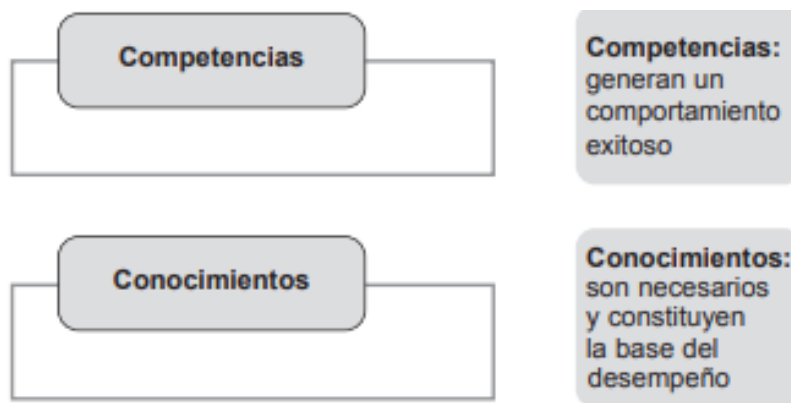 Competencias
Competencias:
generan un
comportamiento
exitoso
Conocimientos
Conocimientos:
son necesarios
y constituyen
la base del
desempeño